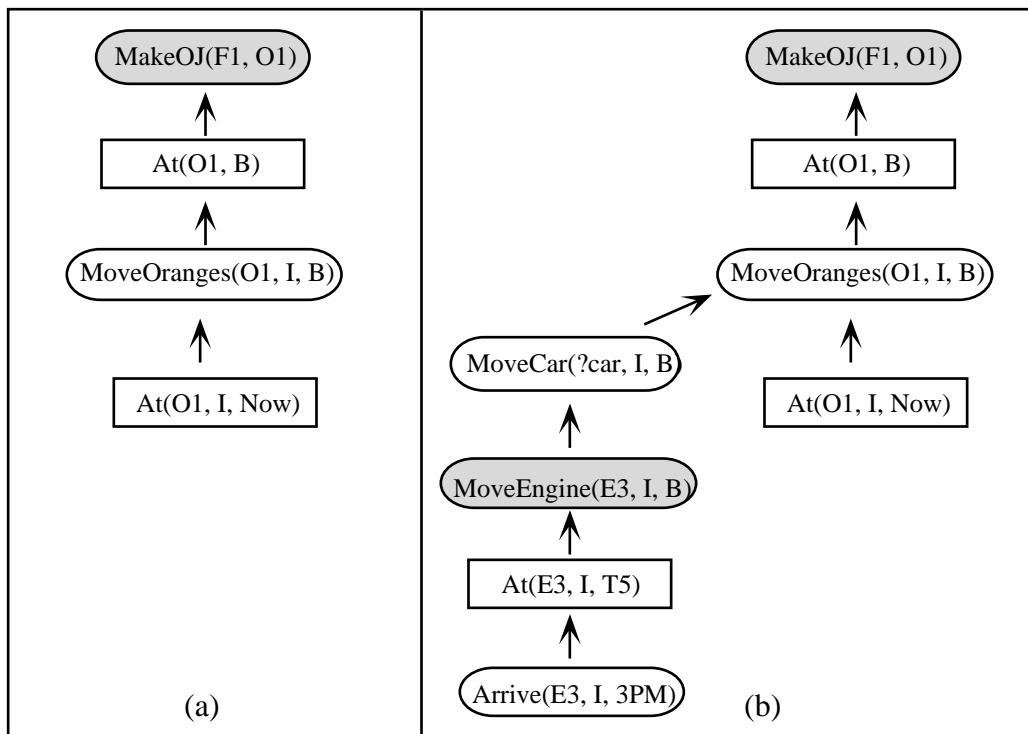 MakeOJ(F1, O1)
At(O1, B)
MoveOranges(O1, I, B)
At(O1, I, Now)
(a)
MakeOJ(F1, O1)
At(O1, B)
MoveOranges(O1, I, B)
MoveCar(?car, I, B)
At(O1, I, Now)
MoveEngine(E3, I, B)
At(E3, I, T5)
Arrive(E3, I, 3PM)
(b)